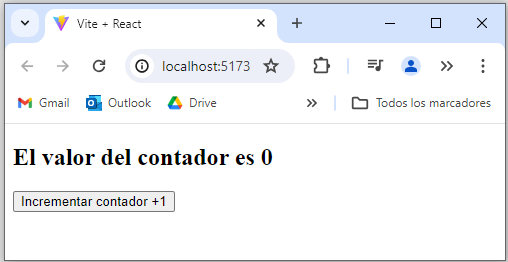 Vite + React
localhost:5173
Gmail Outlook Drive Todos los marcadores
El valor del contador es 0
Incrementar contador +1